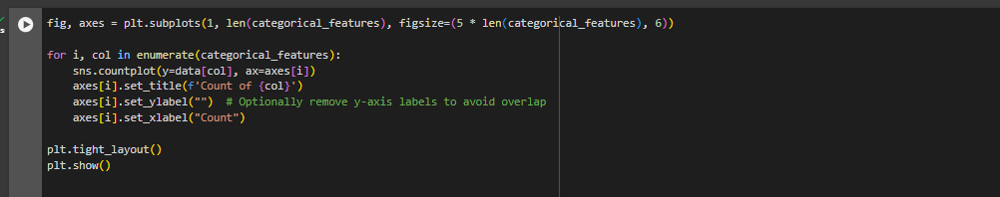 fig, axes = plt.subplots(1, len(categorical_features), figsize=(5 * len(categorical_features), 6))
for i, col in enumerate(categorical_features):
    sns.countplot(y=data[col], ax=axes[i])
    axes[i].set_title(f'Count of {col}')
    axes[i].set_ylabel("")  # Optionally remove y-axis labels to avoid overlap
    axes[i].set_xlabel("Count")
plt.tight_layout()
plt.show()